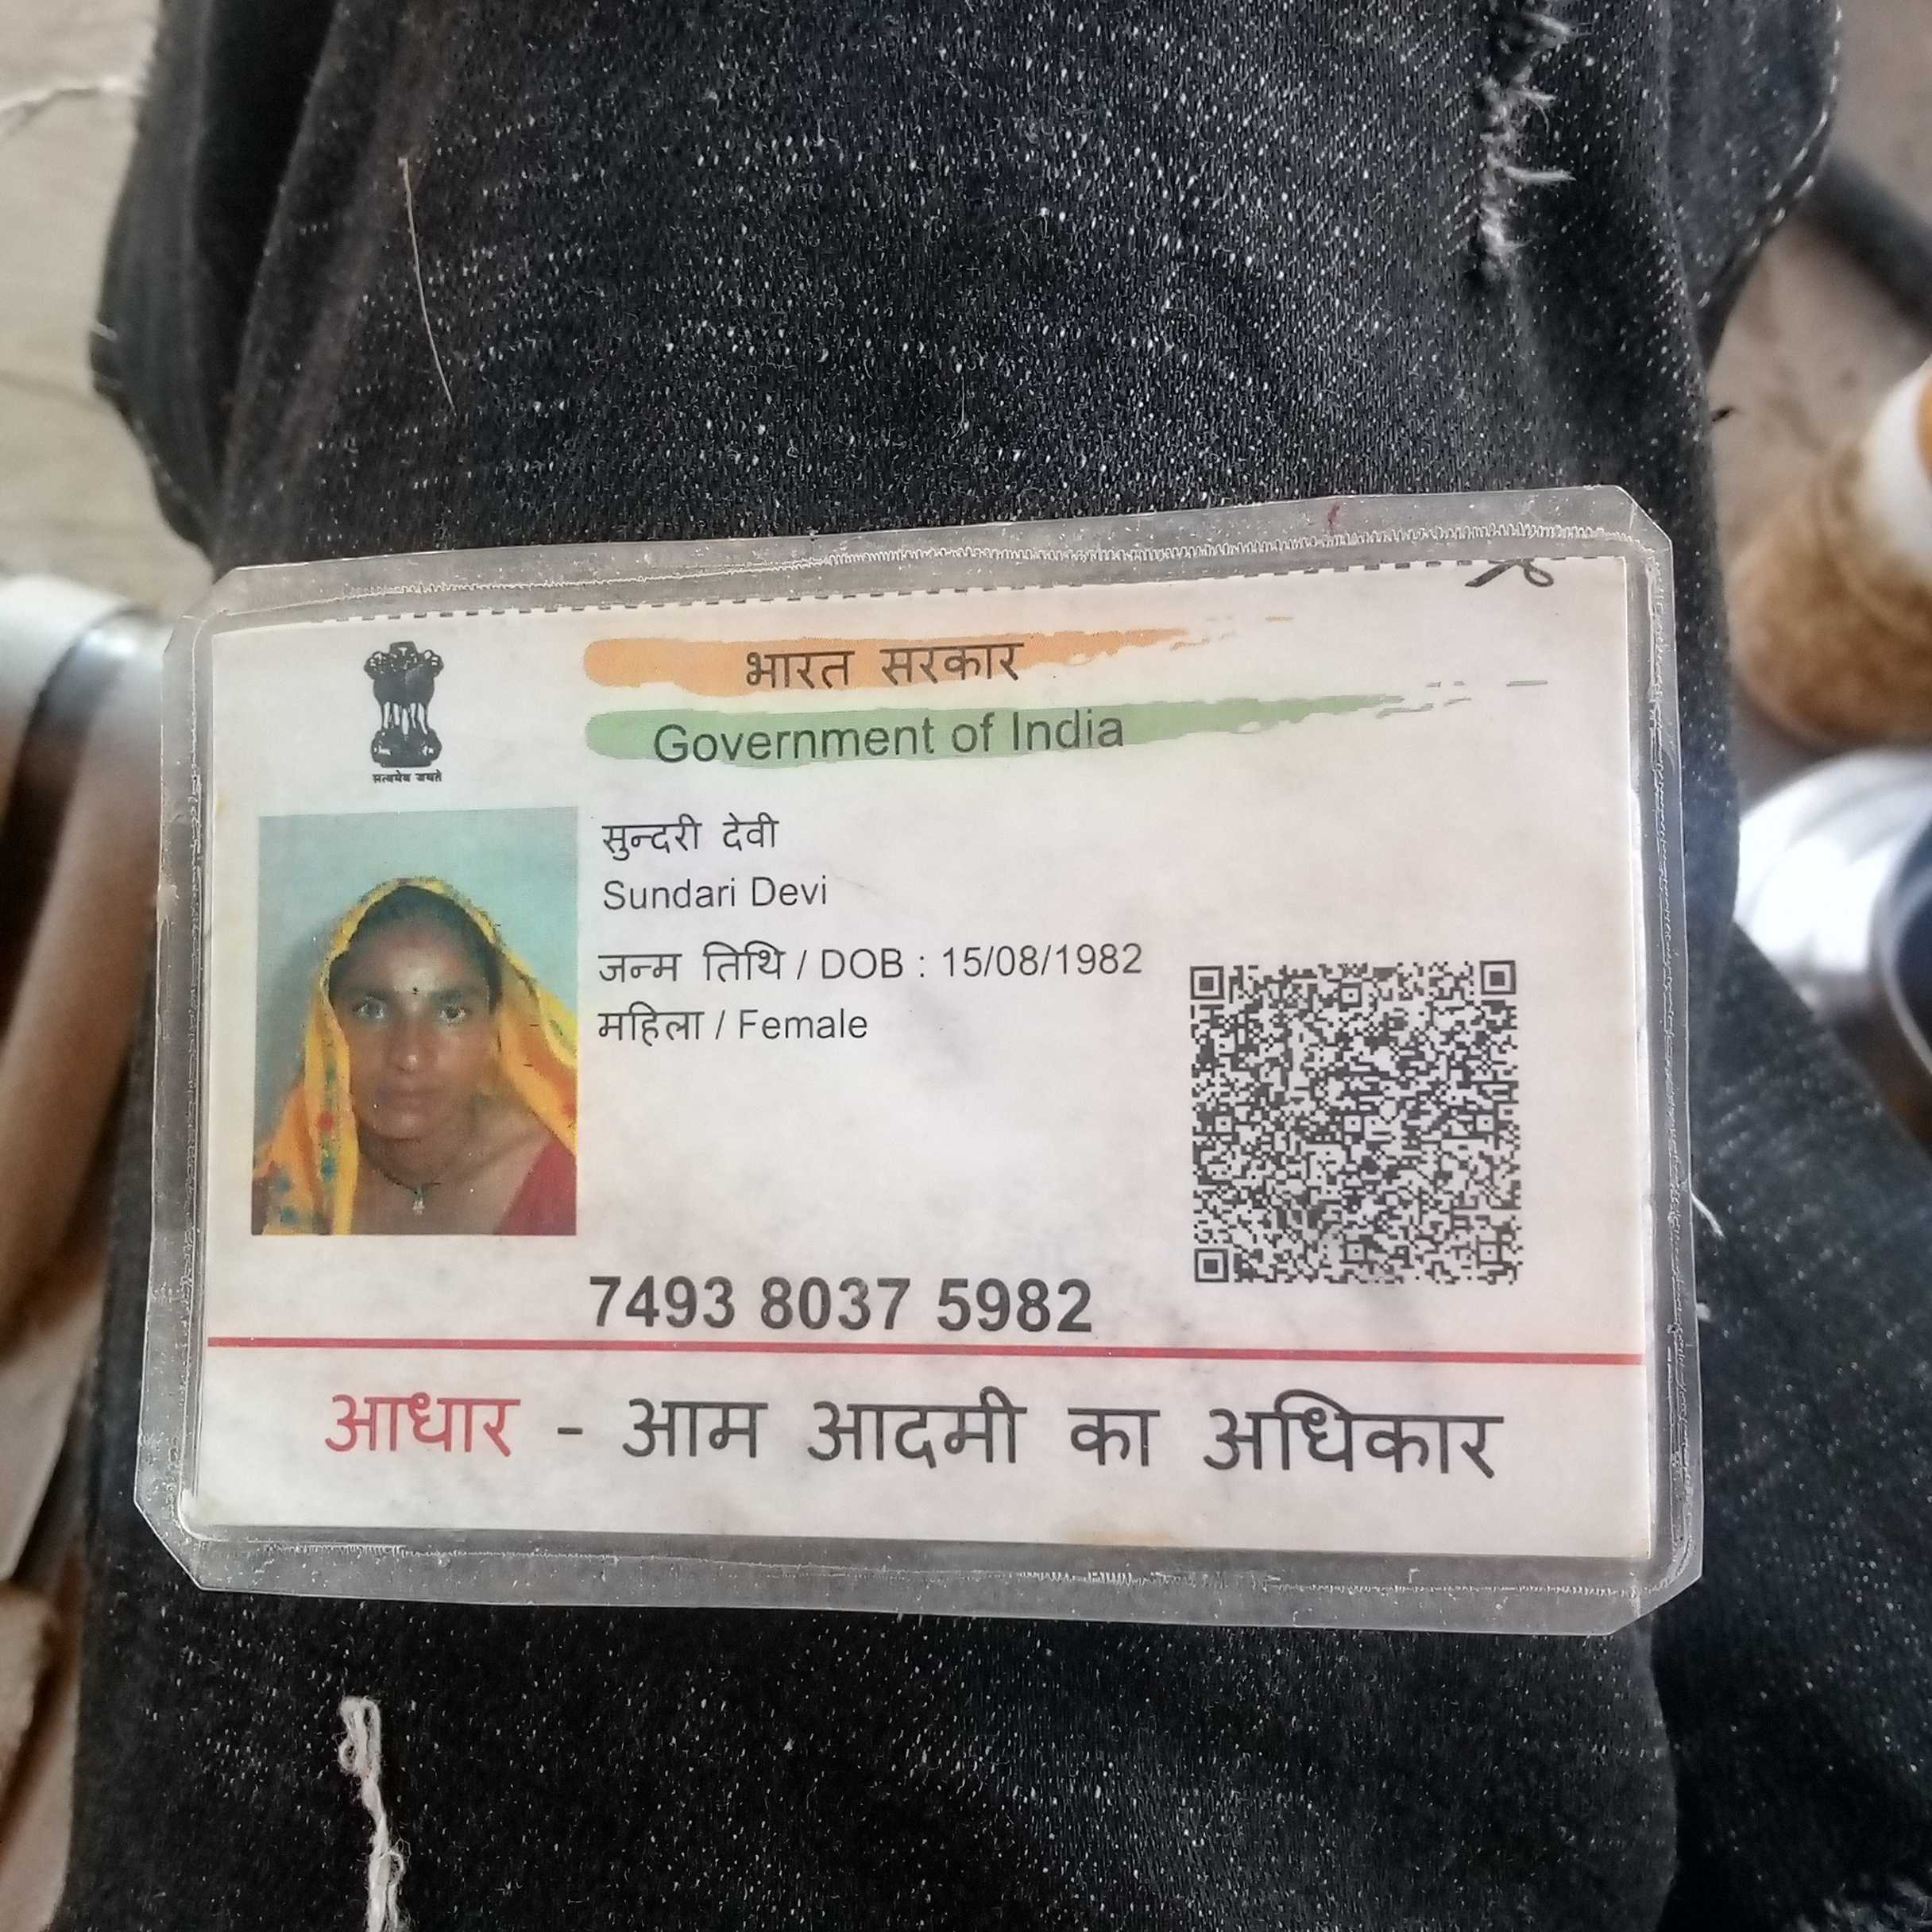 भारत सरकार
Government of India
सत्यमेव जयते
सुन्दरी देवी
Sundari Devi
जन्म तिथि / DOB : 15/08/1982
महिला / Female
7493 8037 5982
आधार - आम आदमी का अधिकार